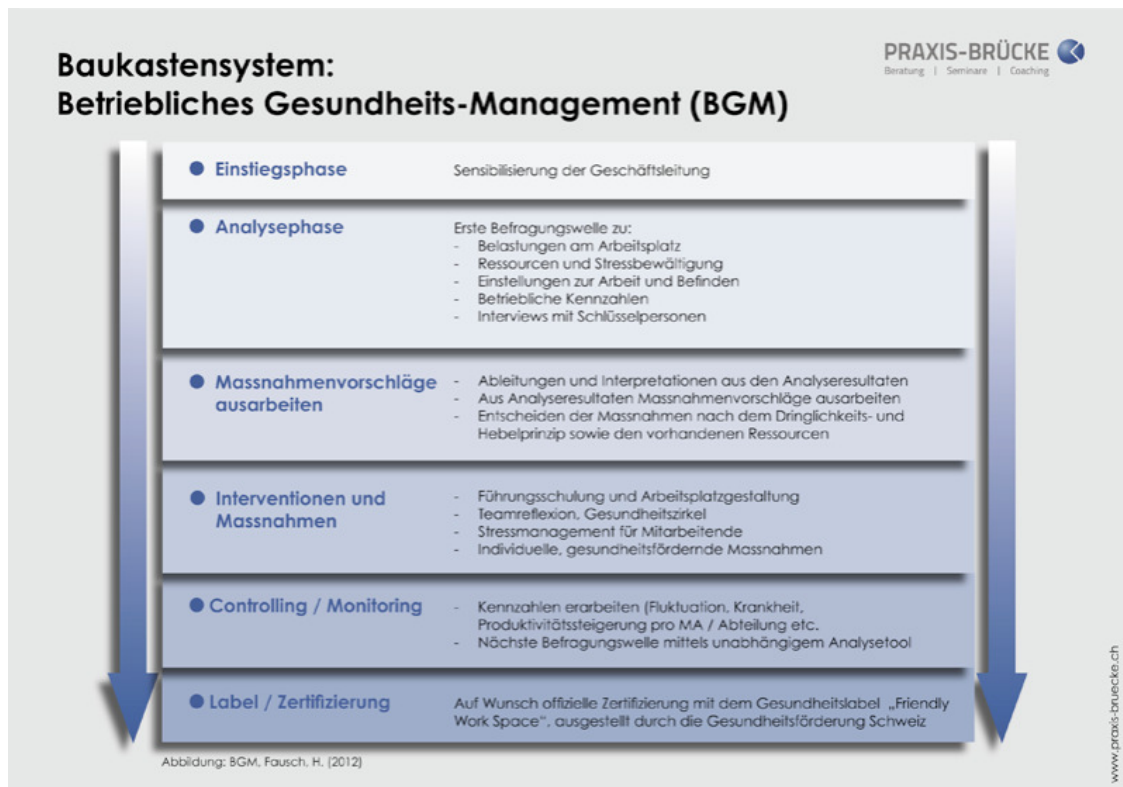 Baukastensystem:
Betriebliches Gesundheits-Management (BGM)
PRAXIS-BRÜCKE
Beratung | Seminare | Coaching
● Einstiegsphase
Sensibilisierung der Geschäftsleitung
● Analysephase
Erste Befragungswelle zu:
- Belastungen am Arbeitsplatz
- Ressourcen und Stressbewältigung
- Einstellungen zur Arbeit und Befinden
- Betriebliche Kennzahlen
- Interviews mit Schlüsselpersonen
● Massnahmenvorschläge
ausarbeiten
- Ableitungen und Interpretationen aus den Analyseresultaten
- Aus Analyseresultaten Massnahmenvorschläge ausarbeiten
- Entscheiden der Massnahmen nach dem Dringlichkeits- und
Hebelprinzip sowie den vorhandenen Ressourcen
● Interventionen und
Massnahmen
- Führungsschulung und Arbeitsplatzgestaltung
- Teamreflexion, Gesundheitszirkel
- Stressmanagement für Mitarbeitende
- Individuelle, gesundheitsfördernde Massnahmen
● Controlling / Monitoring
- Kennzahlen erarbeiten (Fluktuation, Krankheit,
Produktivitätssteigerung pro MA / Abteilung etc.
- Nächste Befragungswelle mittels unabhängigem Analysetool
● Label / Zertifizierung
Auf Wunsch offizielle Zertifizierung mit dem Gesundheitslabel „Friendly
Work Space“, ausgestellt durch die Gesundheitsförderung Schweiz
Abbildung: BGM, Fausch, H. (2012)
www.praxis-bruecke.ch